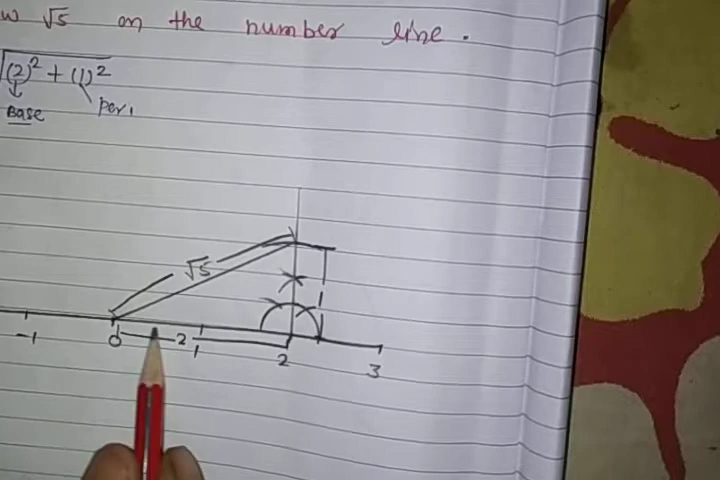 w √5 on the number line.
√(2)² + (1)²
Base Per.
√5
1
-1 0 2 1 2 3